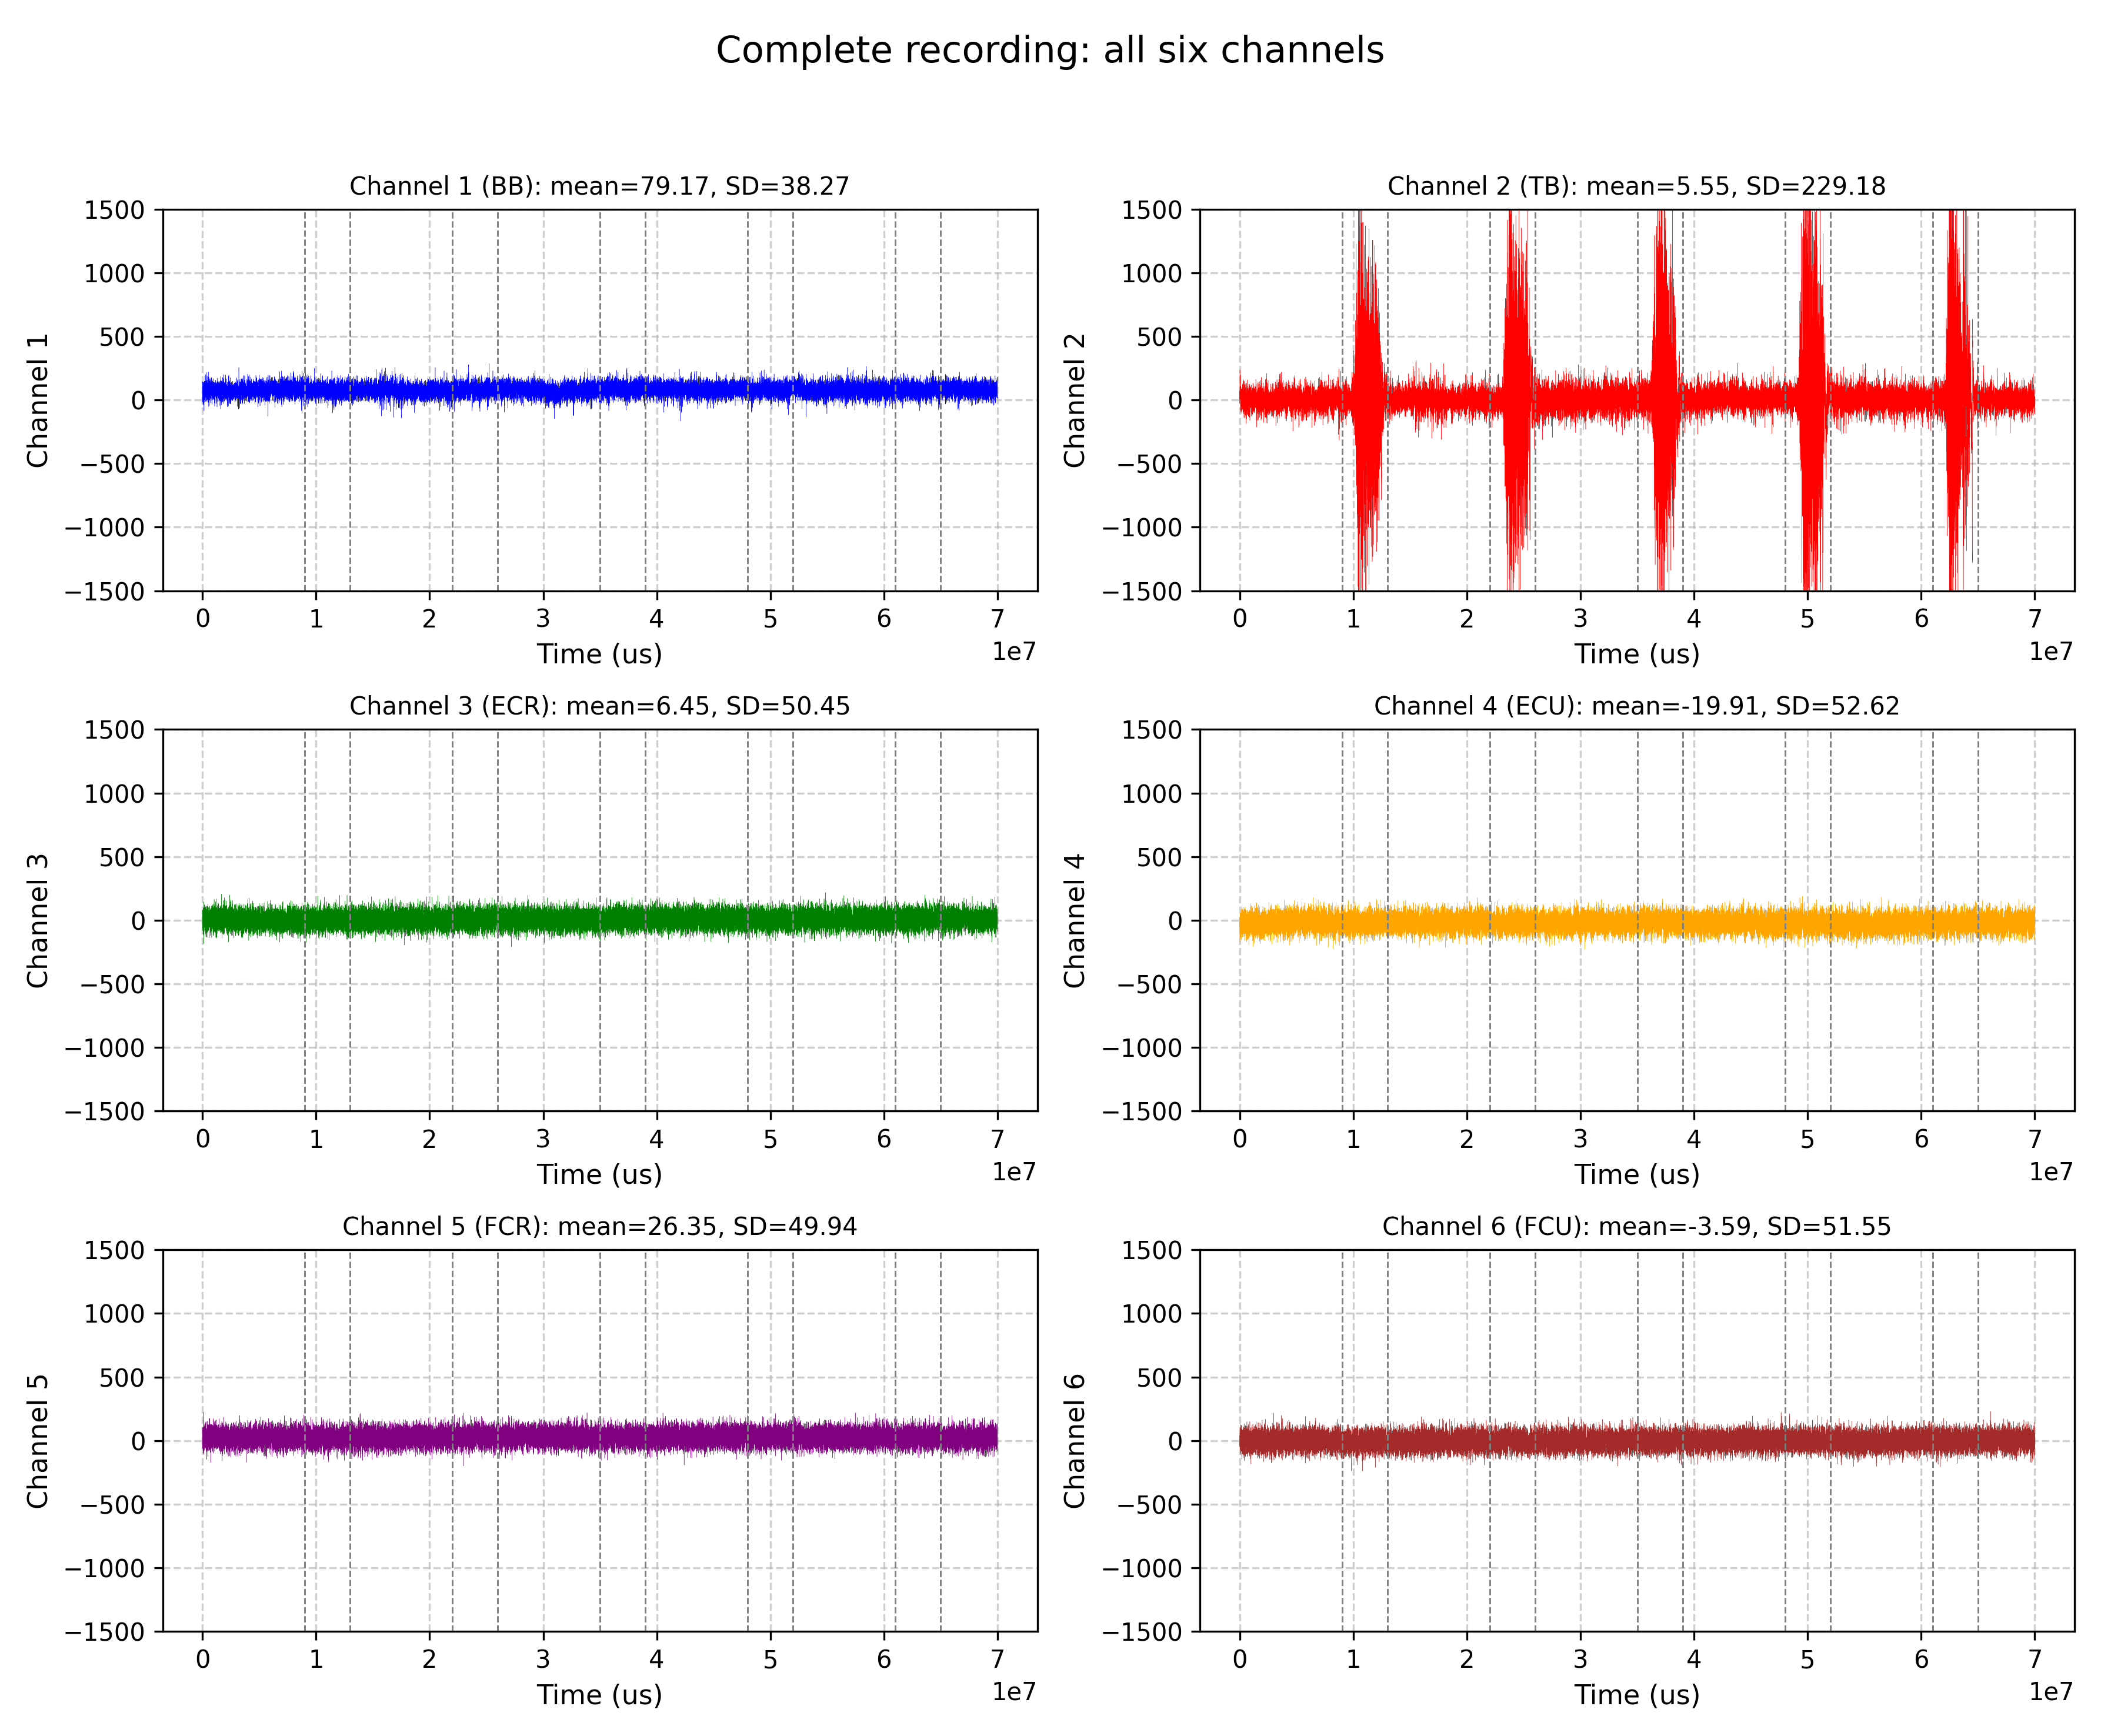 Complete recording: all six channels
Channel 1 (BB): mean=79.17, SD=38.27
1500
1000
500
0
−500
−1000
−1500
Channel 1
0 1 2 3 4 5 6 7
1e7
Time (us)
Channel 2 (TB): mean=5.55, SD=229.18
1500
1000
500
0
−500
−1000
−1500
Channel 2
0 1 2 3 4 5 6 7
1e7
Time (us)
Channel 3 (ECR): mean=6.45, SD=50.45
1500
1000
500
0
−500
−1000
−1500
Channel 3
0 1 2 3 4 5 6 7
1e7
Time (us)
Channel 4 (ECU): mean=-19.91, SD=52.62
1500
1000
500
0
−500
−1000
−1500
Channel 4
0 1 2 3 4 5 6 7
1e7
Time (us)
Channel 5 (FCR): mean=26.35, SD=49.94
1500
1000
500
0
−500
−1000
−1500
Channel 5
0 1 2 3 4 5 6 7
1e7
Time (us)
Channel 6 (FCU): mean=-3.59, SD=51.55
1500
1000
500
0
−500
−1000
−1500
Channel 6
0 1 2 3 4 5 6 7
1e7
Time (us)